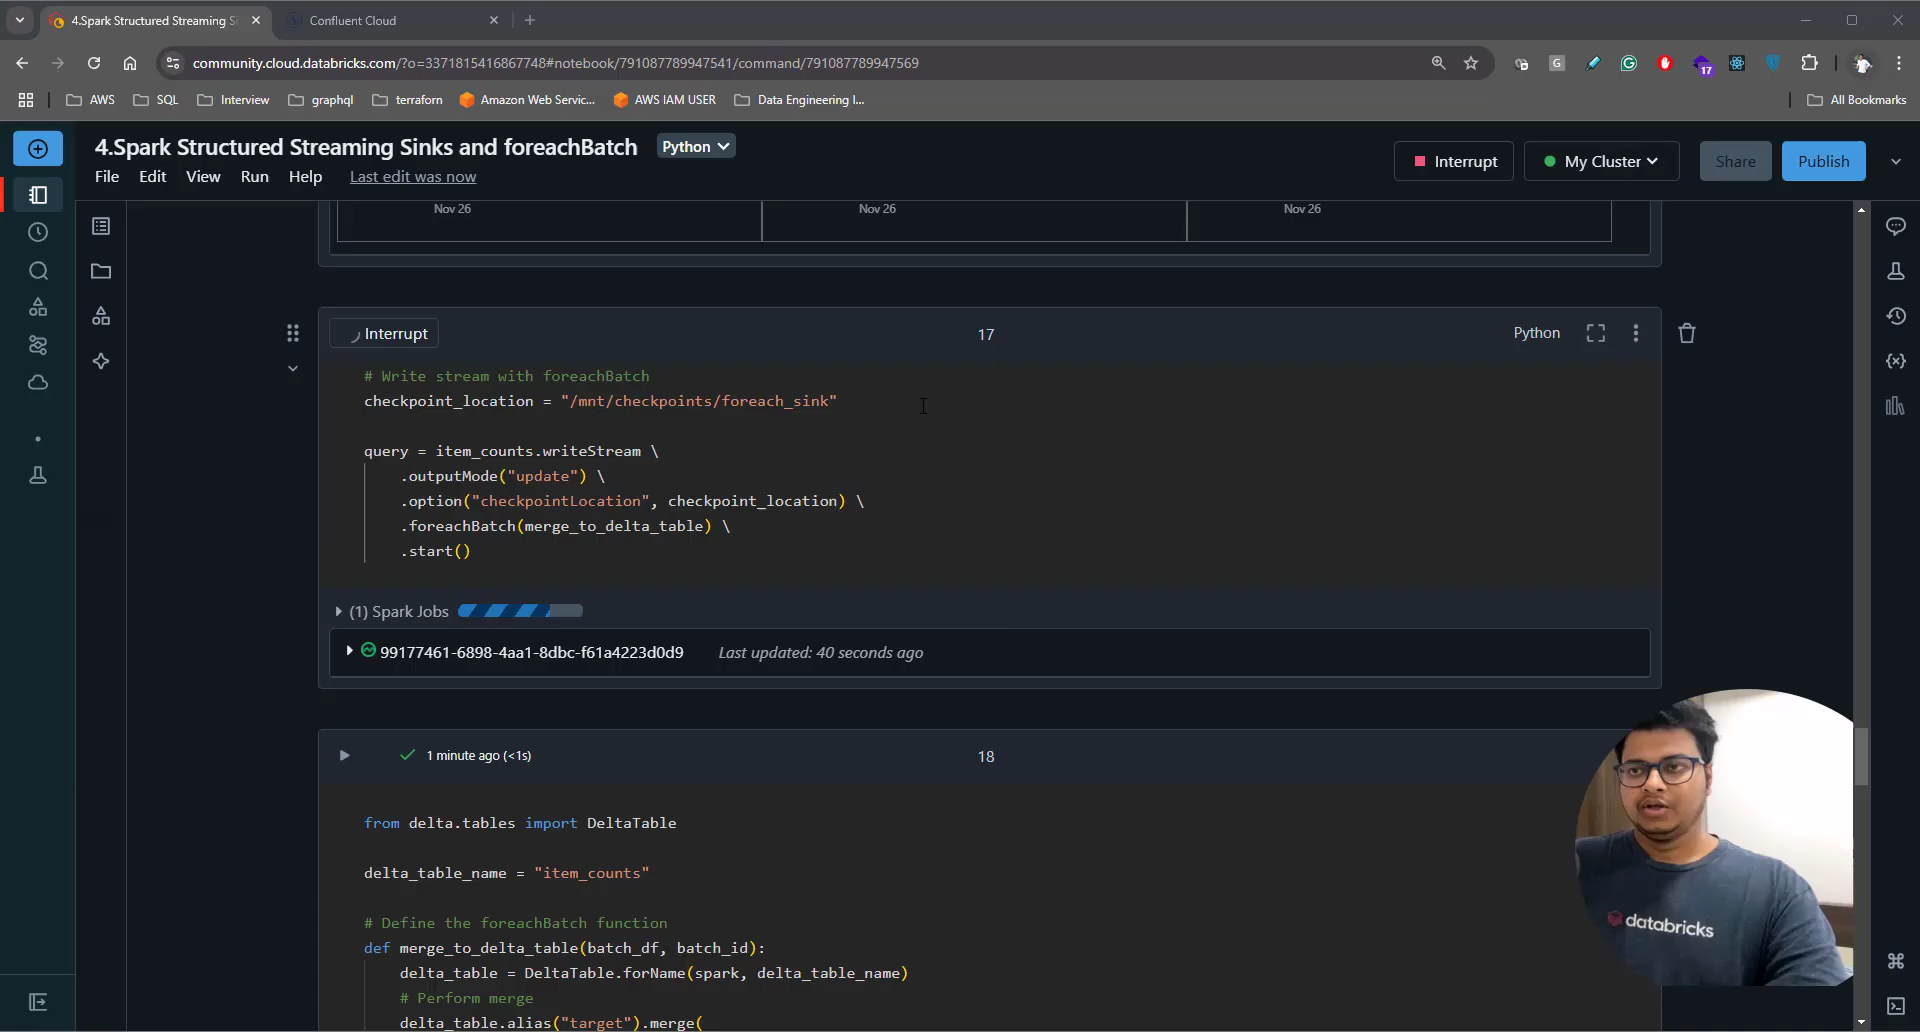 4.Spark Structured Streaming S
Confluent Cloud
community.cloud.databricks.com/?o=3371815416867748#notebook/791087789947541/command/791087789947569
G
17
AWS
SQL
Interview
graphql
terraforn
Amazon Web Servic...
AWS IAM USER
Data Engineering I...
All Bookmarks
4.Spark Structured Streaming Sinks and foreachBatch
Python
File
Edit
View
Run
Help
Last edit was now
Interrupt
My Cluster
Share
Publish
Nov 26
Nov 26
Nov 26
Interrupt
17
Python
# Write stream with foreachBatch
checkpoint_location = "/mnt/checkpoints/foreach_sink"
query = item_counts.writeStream \
.outputMode("update") \
.option("checkpointLocation", checkpoint_location) \
.foreachBatch(merge_to_delta_table) \
.start()
(1) Spark Jobs
99177461-6898-4aa1-8dbc-f61a4223d0d9
Last updated: 40 seconds ago
1 minute ago (<1s)
18
from delta.tables import DeltaTable
delta_table_name = "item_counts"
# Define the foreachBatch function
def merge_to_delta_table(batch_df, batch_id):
delta_table = DeltaTable.forName(spark, delta_table_name)
# Perform merge
delta_table.alias("target").merge(
databricks